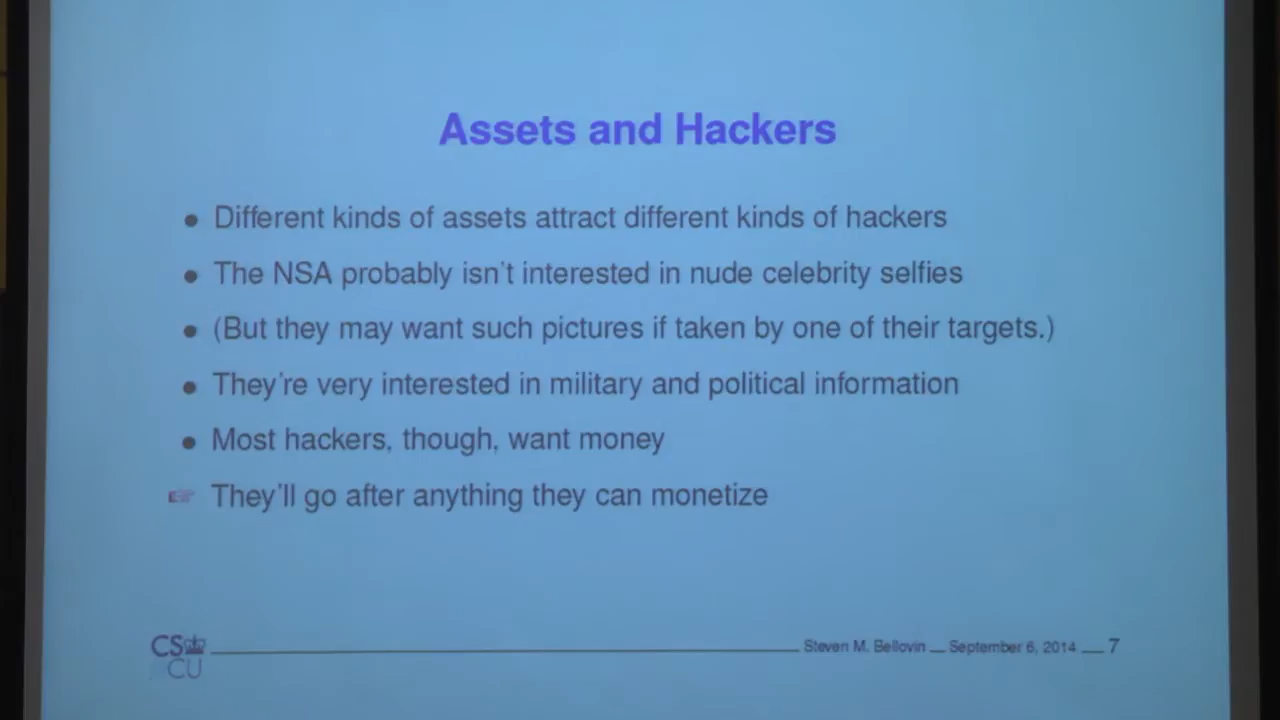 Assets and Hackers
• Different kinds of assets attract different kinds of hackers
• The NSA probably isn't interested in nude celebrity selfies
• (But they may want such pictures if taken by one of their targets.)
• They're very interested in military and political information
• Most hackers, though, want money
☞ They'll go after anything they can monetize
CS
CU
Steven M. Bellovin __ September 6, 2014 __ 7